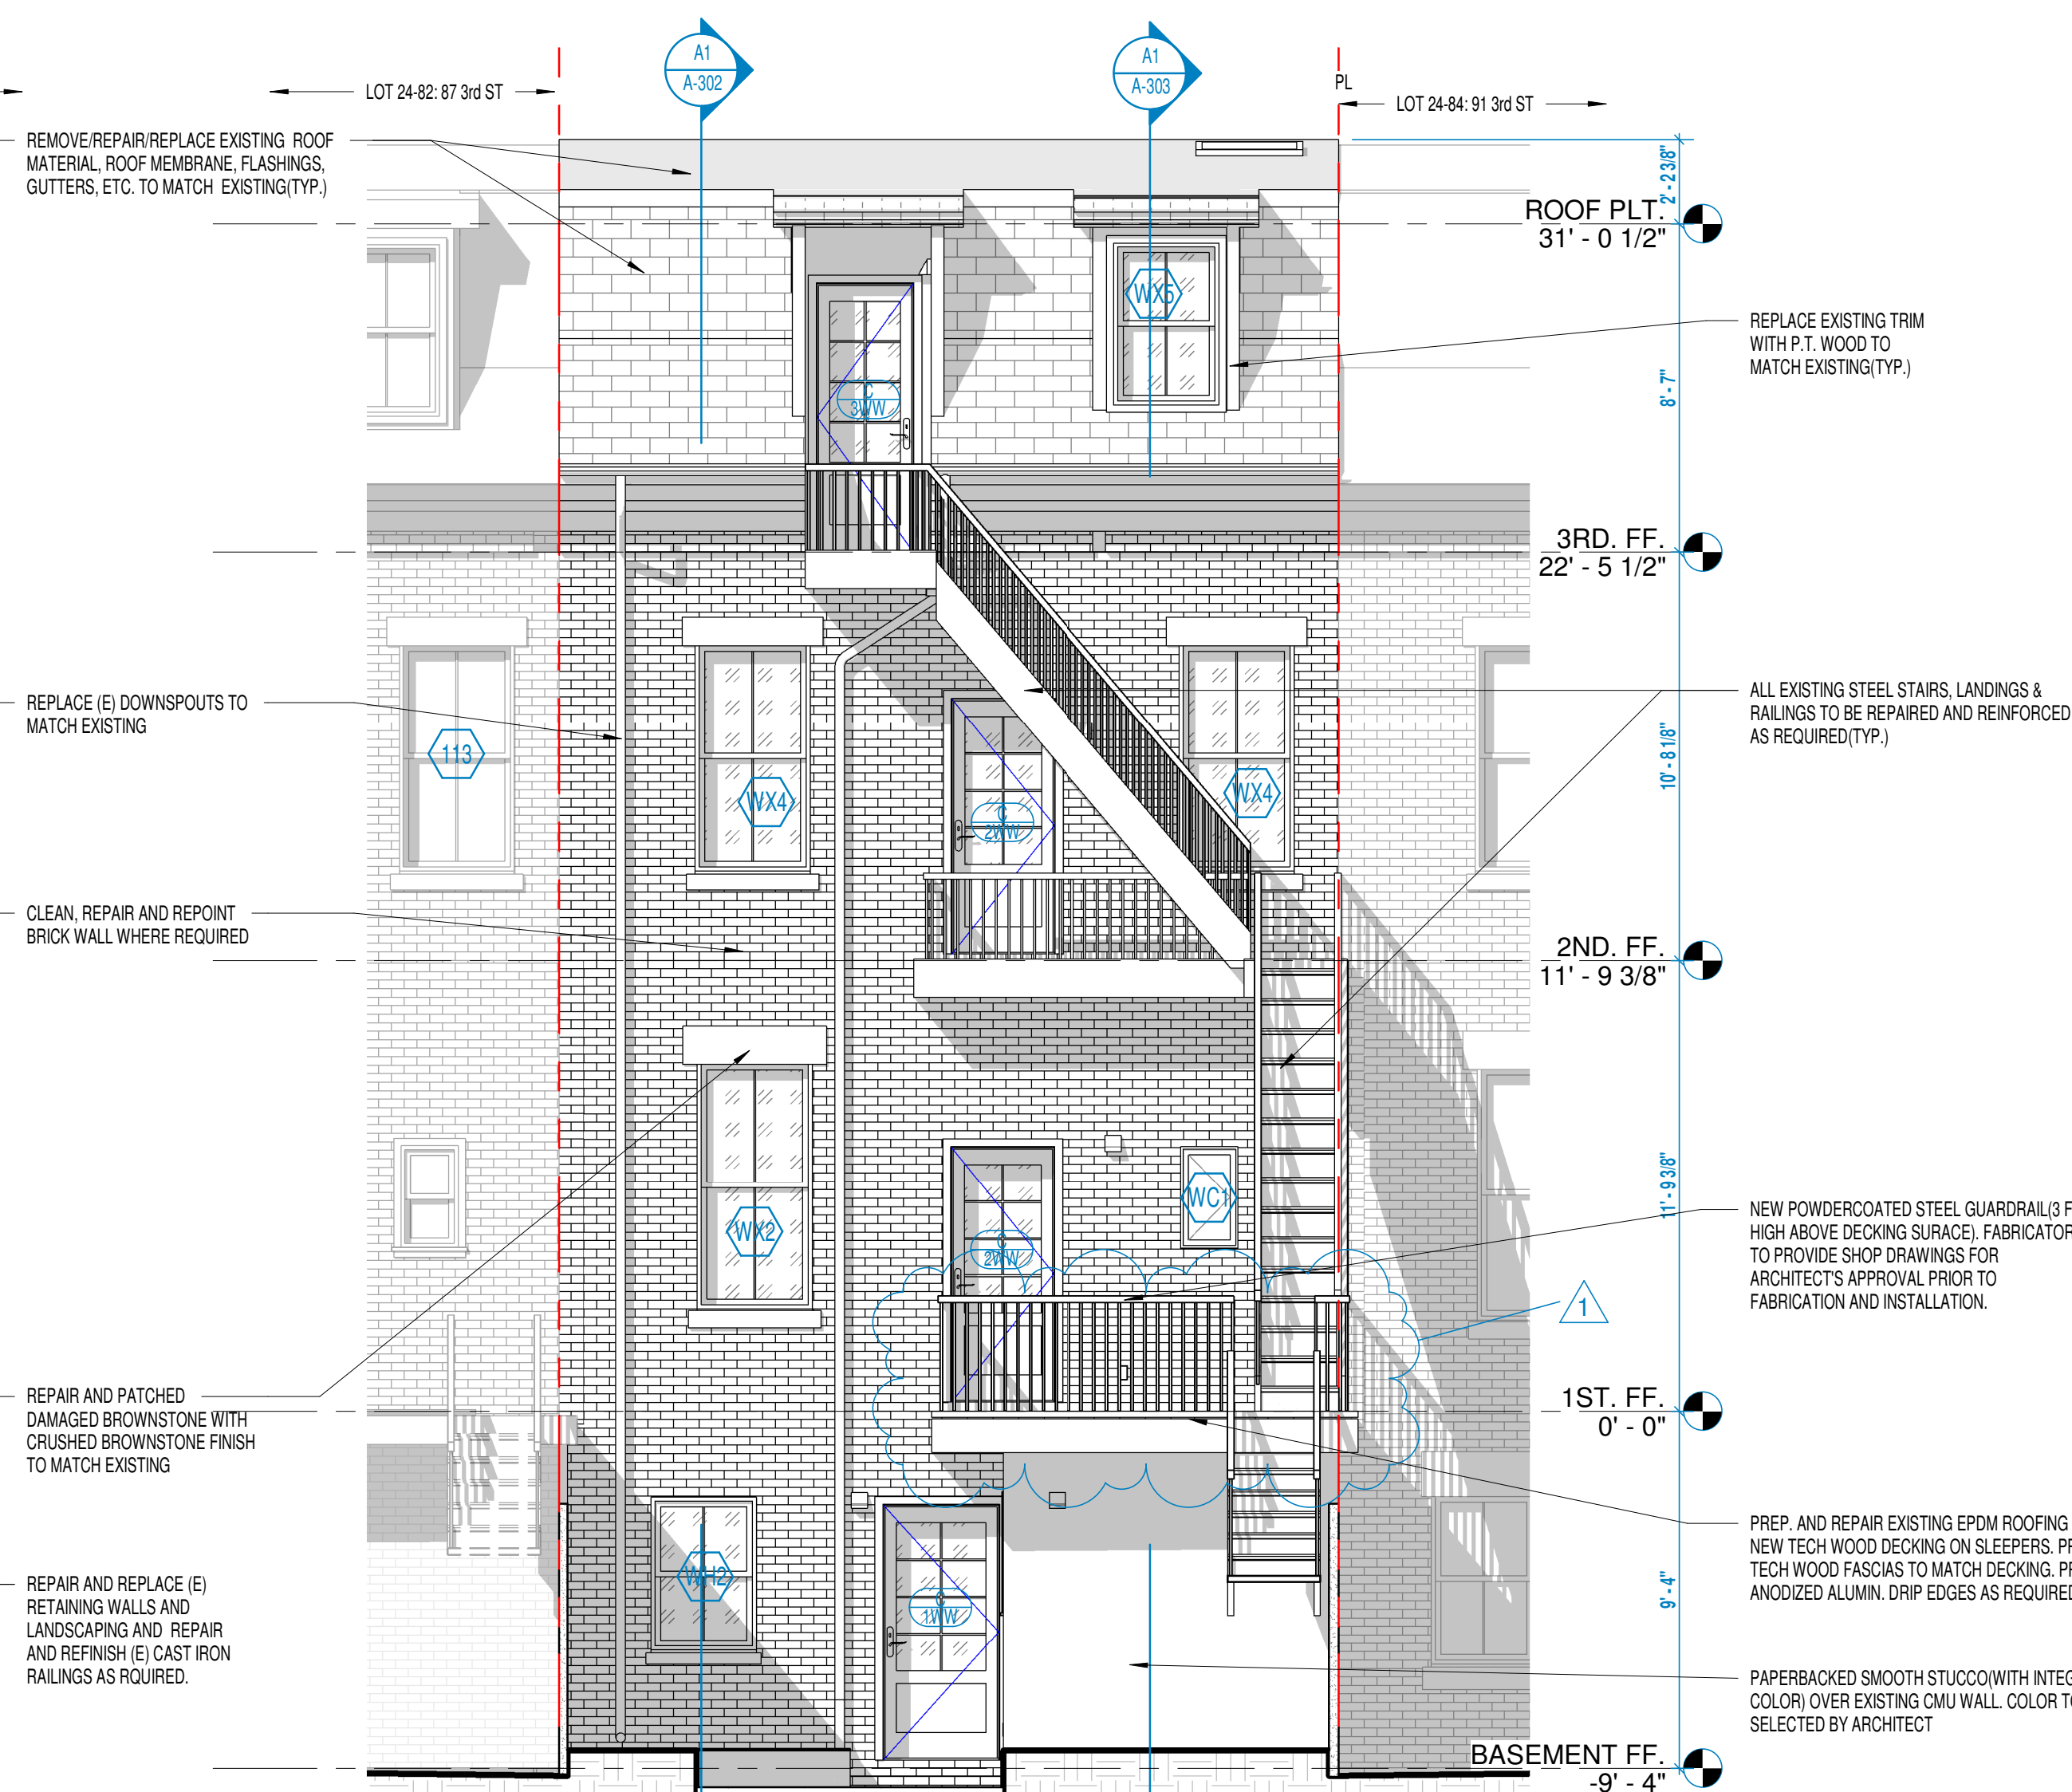 A1
A-302
A1
A-303
PL
LOT 24-82: 87 3rd ST
LOT 24-84: 91 3rd ST
REMOVE/REPAIR/REPLACE EXISTING ROOF
MATERIAL, ROOF MEMBRANE, FLASHINGS,
GUTTERS, ETC. TO MATCH EXISTING(TYP.)
2' - 2 3/8"
ROOF PLT.
31' - 0 1/2"
WX5
REPLACE EXISTING TRIM
WITH P.T. WOOD TO
MATCH EXISTING(TYP.)
8' - 7"
C
3WW
3RD. FF.
22' - 5 1/2"
REPLACE (E) DOWNSPOUTS TO
MATCH EXISTING
ALL EXISTING STEEL STAIRS, LANDINGS &
RAILINGS TO BE REPAIRED AND REINFORCED
AS REQUIRED(TYP.)
10' - 8 1/8"
113
WX4
C
2WW
WX4
CLEAN, REPAIR AND REPOINT
BRICK WALL WHERE REQUIRED
2ND. FF.
11' - 9 3/8"
11' - 9 3/8"
WC1
WX2
C
2WW
NEW POWDERCOATED STEEL GUARDRAIL(3 F
HIGH ABOVE DECKING SURACE). FABRICATOR
TO PROVIDE SHOP DRAWINGS FOR
ARCHITECT'S APPROVAL PRIOR TO
FABRICATION AND INSTALLATION.
1
REPAIR AND PATCHED
DAMAGED BROWNSTONE WITH
CRUSHED BROWNSTONE FINISH
TO MATCH EXISTING
1ST. FF.
0' - 0"
PREP. AND REPAIR EXISTING EPDM ROOFING
NEW TECH WOOD DECKING ON SLEEPERS. PR
TECH WOOD FASCIAS TO MATCH DECKING. PR
ANODIZED ALUMIN. DRIP EDGES AS REQUIRED
9' - 4"
WH2
C
1WW
REPAIR AND REPLACE (E)
RETAINING WALLS AND
LANDSCAPING AND REPAIR
AND REFINISH (E) CAST IRON
RAILINGS AS RQUIRED.
PAPERBACKED SMOOTH STUCCO(WITH INTEG
COLOR) OVER EXISTING CMU WALL. COLOR TO
SELECTED BY ARCHITECT
BASEMENT FF.
-9' - 4"